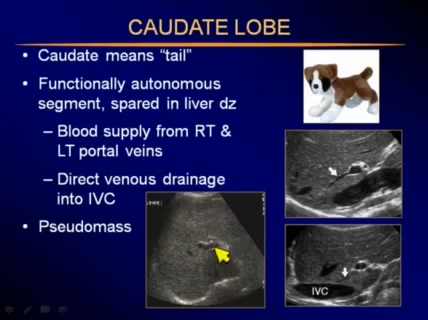 CAUDATE LOBE
• Caudate means “tail”
• Functionally autonomous
segment, spared in liver dz
– Blood supply from RT &
LT portal veins
– Direct venous drainage
into IVC
• Pseudomass
IVC